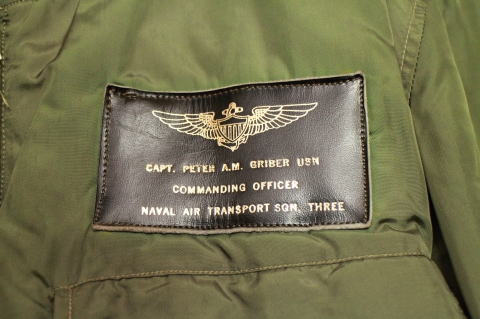 CAPT. PETER A.M. GRIBER USN
COMMANDING OFFICER
NAVAL AIR TRANSPORT SQN. THREE